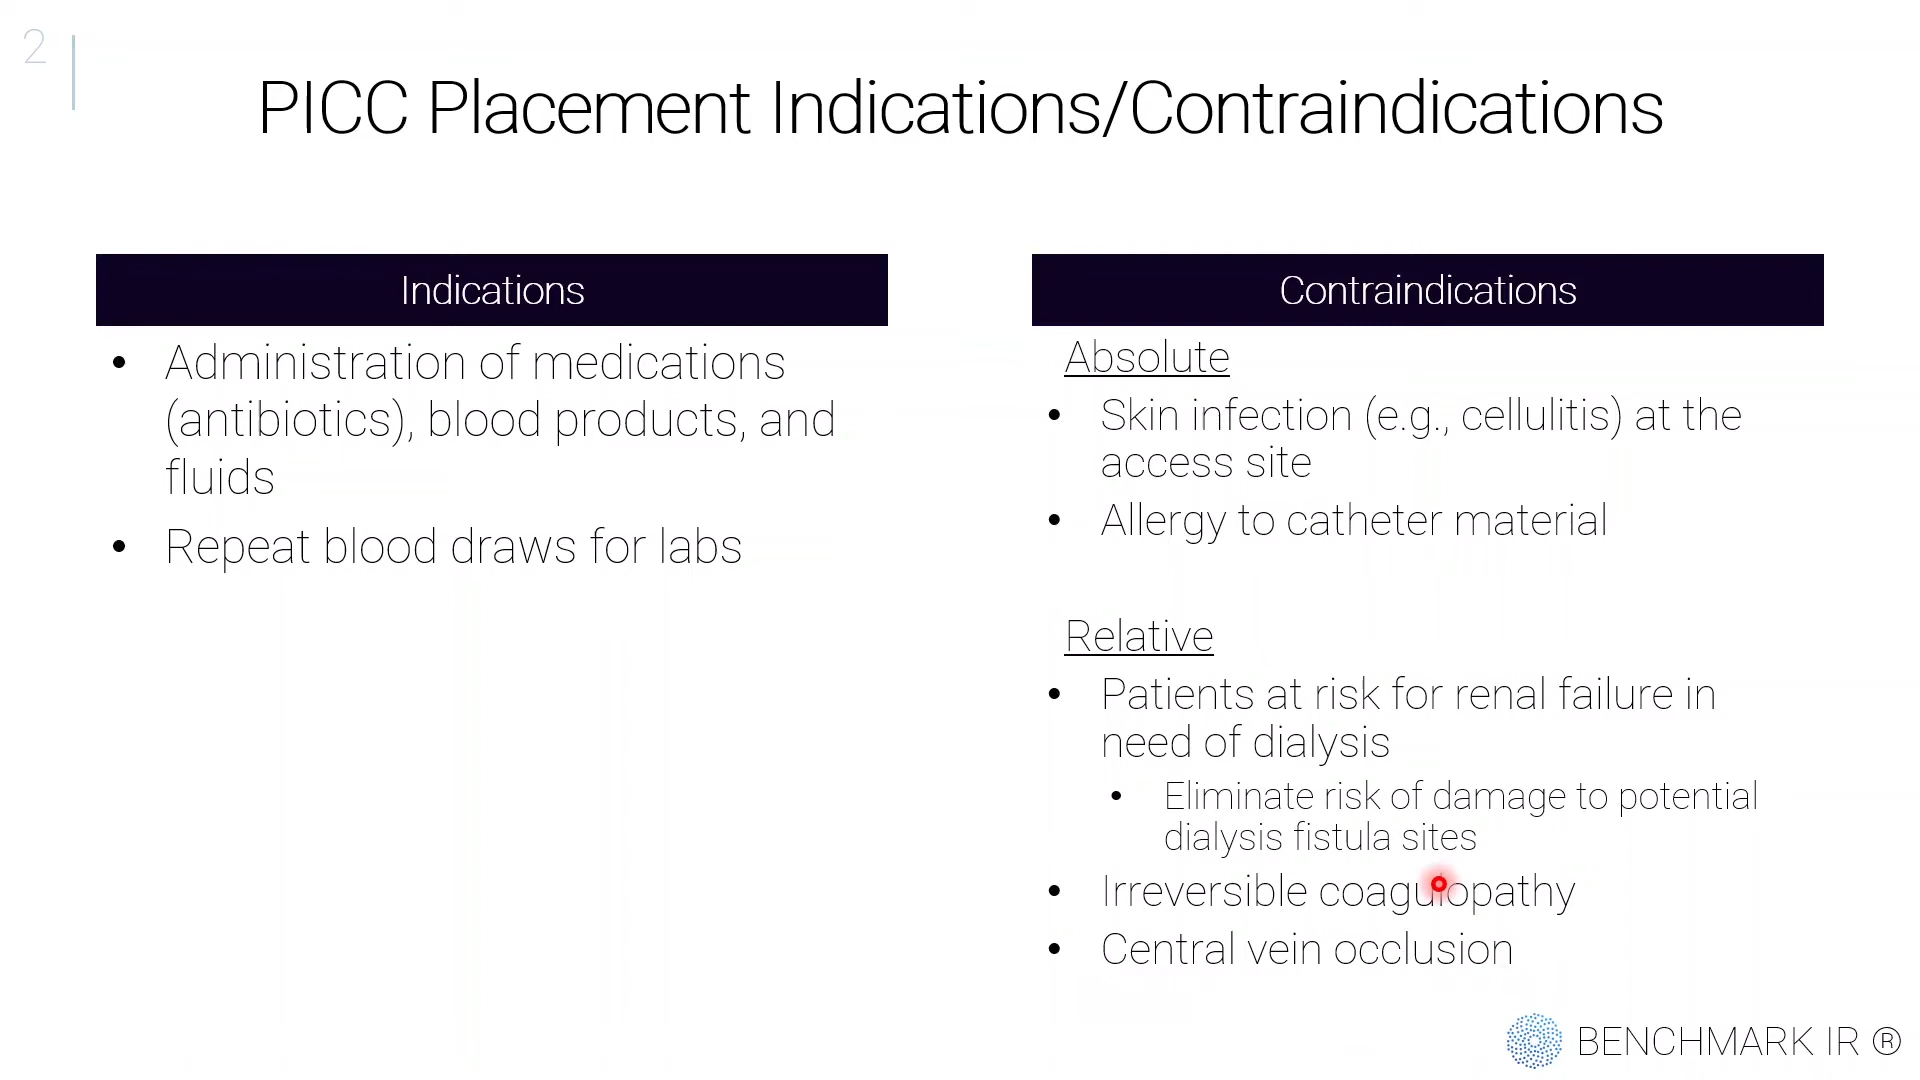 2
PICC Placement Indications/Contraindications
Indications
• Administration of medications
(antibiotics), blood products, and
fluids
• Repeat blood draws for labs
Contraindications
Absolute
• Skin infection (e.g., cellulitis) at the
access site
• Allergy to catheter material
Relative
• Patients at risk for renal failure in
need of dialysis
• Eliminate risk of damage to potential
dialysis fistula sites
• Irreversible coagulopathy
• Central vein occlusion
BENCHMARK IR ®